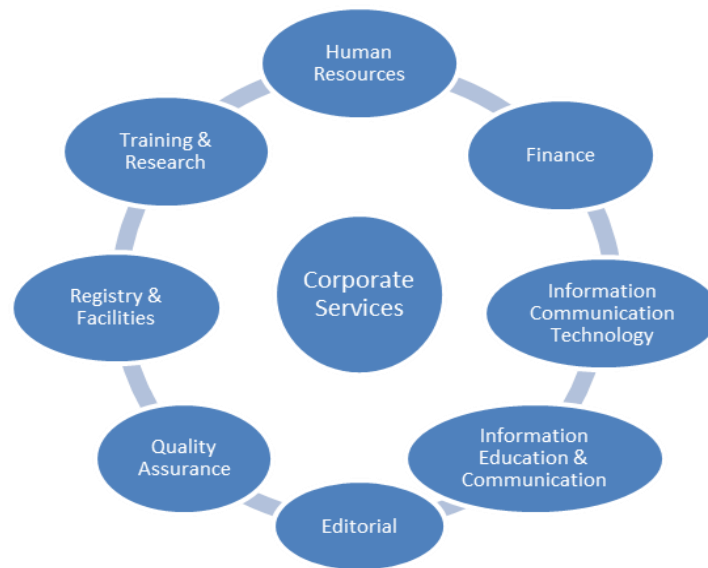 Human
Resources
Finance
Information
Communication
Technology
Information
Education &
Communication
Editorial
Quality
Assurance
Registry &
Facilities
Training &
Research
Corporate
Services